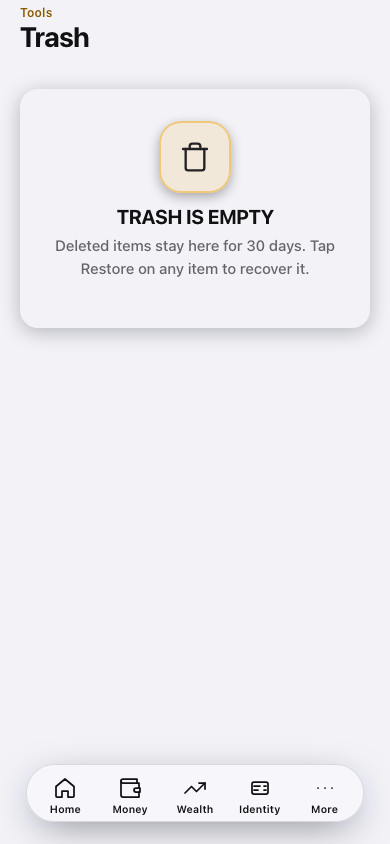 Tools
Trash
TRASH IS EMPTY
Deleted items stay here for 30 days. Tap
Restore on any item to recover it.
Home
Money
Wealth
Identity
More